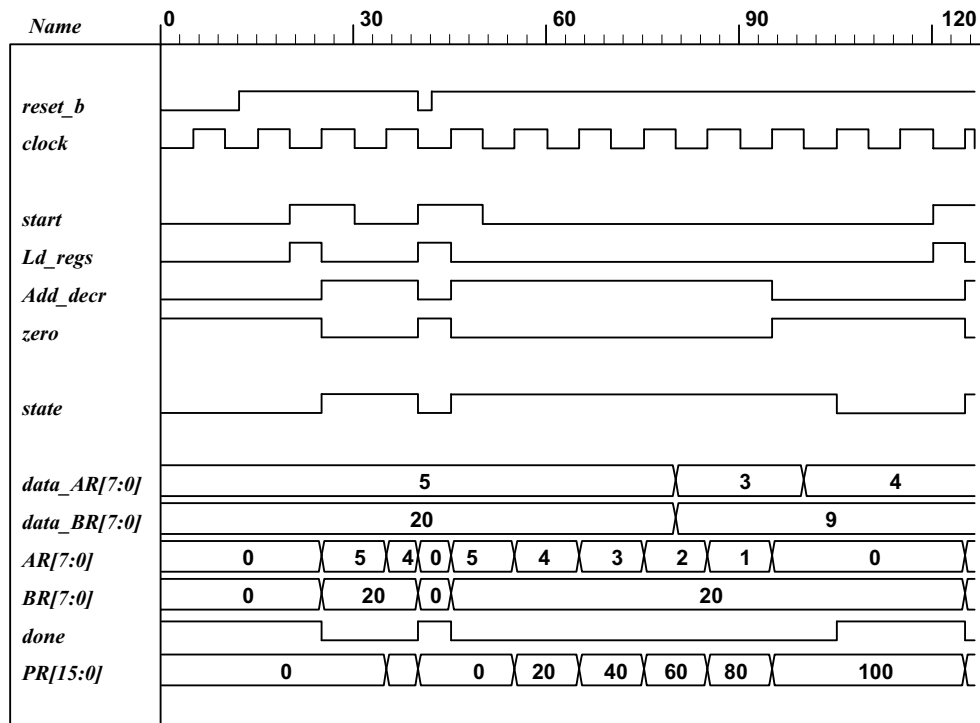 Name 0 30 60 90 120
reset_b
clock
start
Ld_regs
Add_decr
zero
state
data_AR[7:0] 5 3 4
data_BR[7:0] 20 9
AR[7:0] 0 5 4 0 5 4 3 2 1 0
BR[7:0] 0 20 0 20
done
PR[15:0] 0 0 20 40 60 80 100